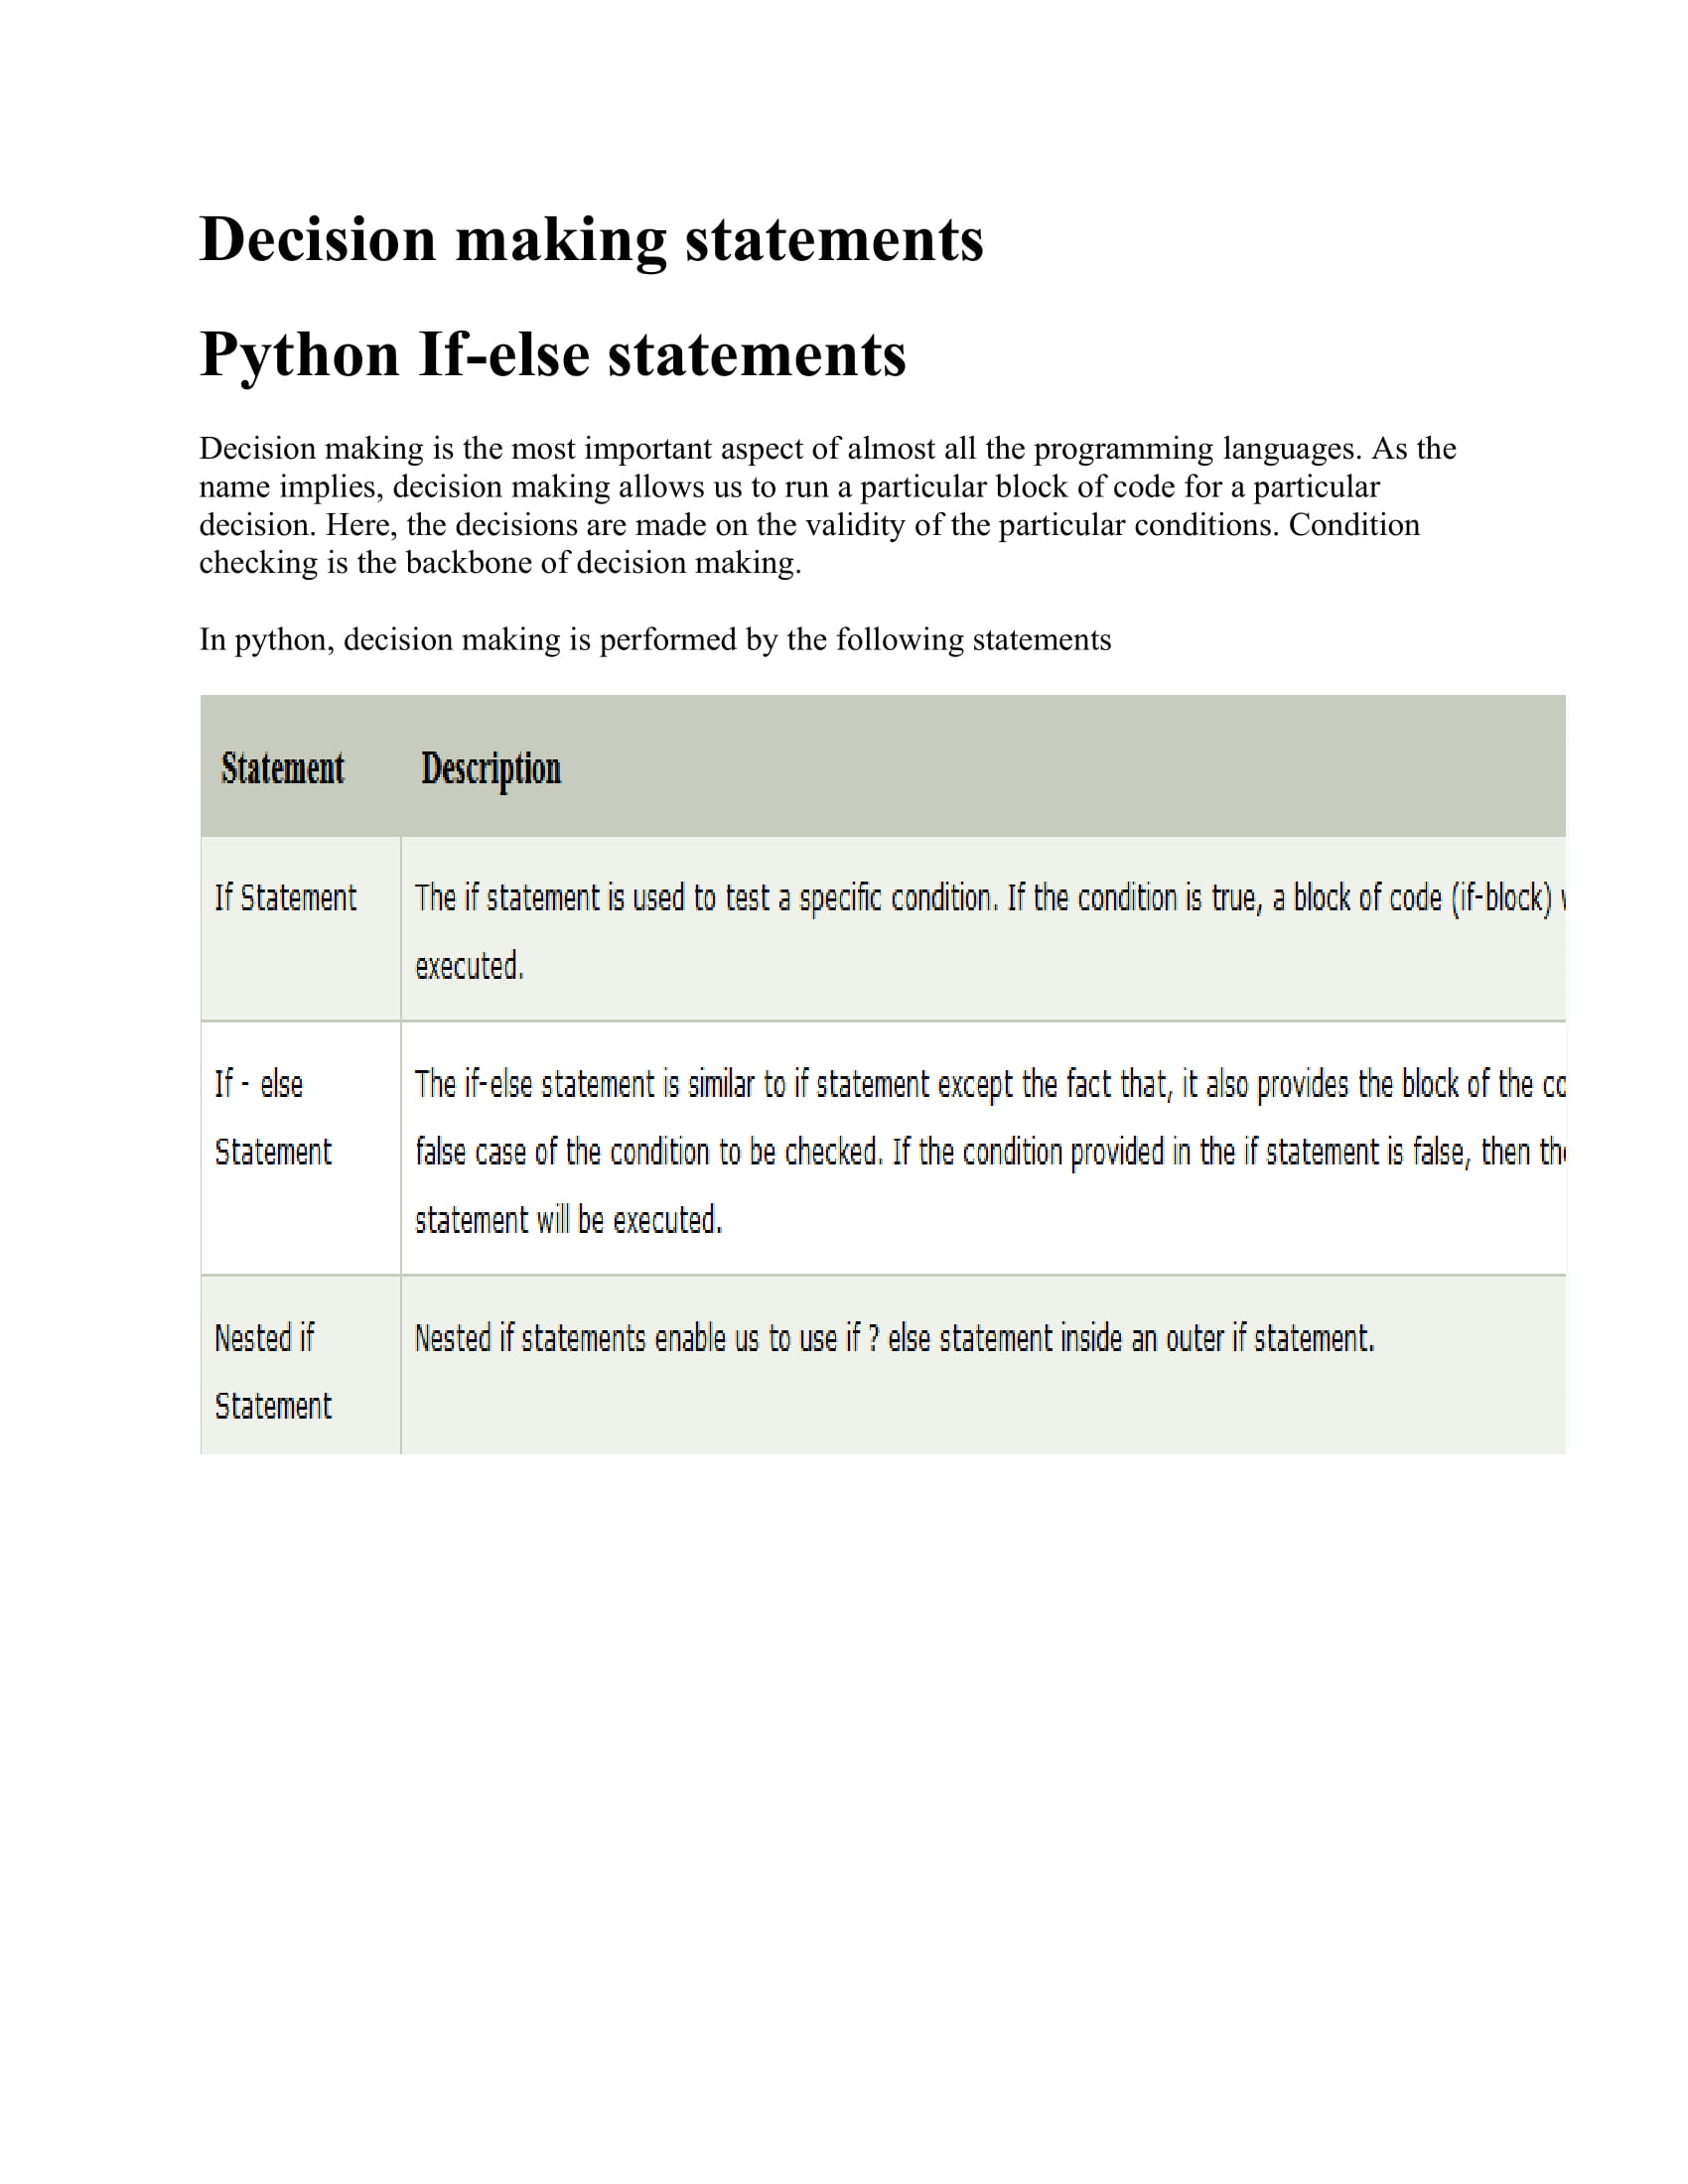 Decision making statements
Python If-else statements
Decision making is the most important aspect of almost all the programming languages. As the
name implies, decision making allows us to run a particular block of code for a particular
decision. Here, the decisions are made on the validity of the particular conditions. Condition
checking is the backbone of decision making.
In python, decision making is performed by the following statements
Statement Description
If Statement The if statement is used to test a specific condition. If the condition is true, a block of code (if-block)
executed.
If - else The if-else statement is similar to if statement except the fact that, it also provides the block of the
Statement false case of the condition to be checked. If the condition provided in the if statement is false, then
statement will be executed.
Nested if Nested if statements enable us to use if ? else statement inside an outer if statement.
Statement